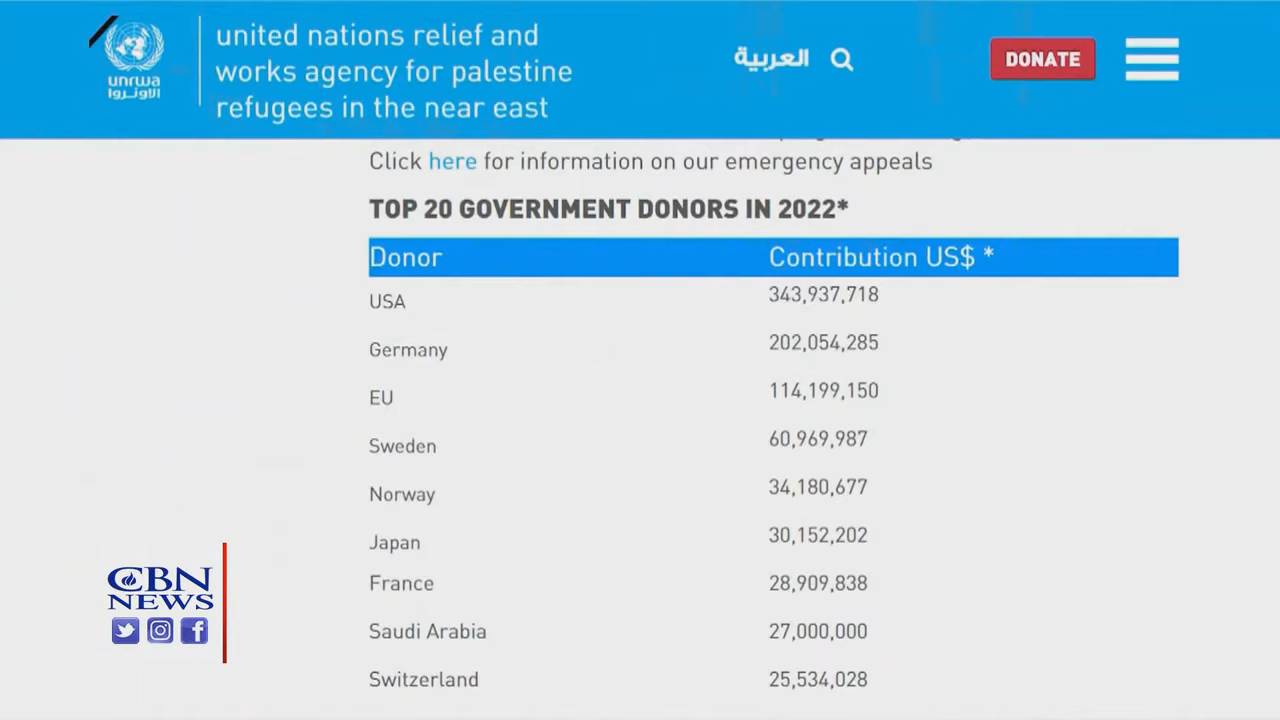 united nations relief and
works agency for palestine
refugees in the near east
unrwa
الاونروا
العربية
DONATE
Click here for information on our emergency appeals
TOP 20 GOVERNMENT DONORS IN 2022*
Donor Contribution US$ *
USA 343,937,718
Germany 202,054,285
EU 114,199,150
Sweden 60,969,987
Norway 34,180,677
Japan 30,152,202
France 28,909,838
Saudi Arabia 27,000,000
Switzerland 25,534,028
CBN
NEWS